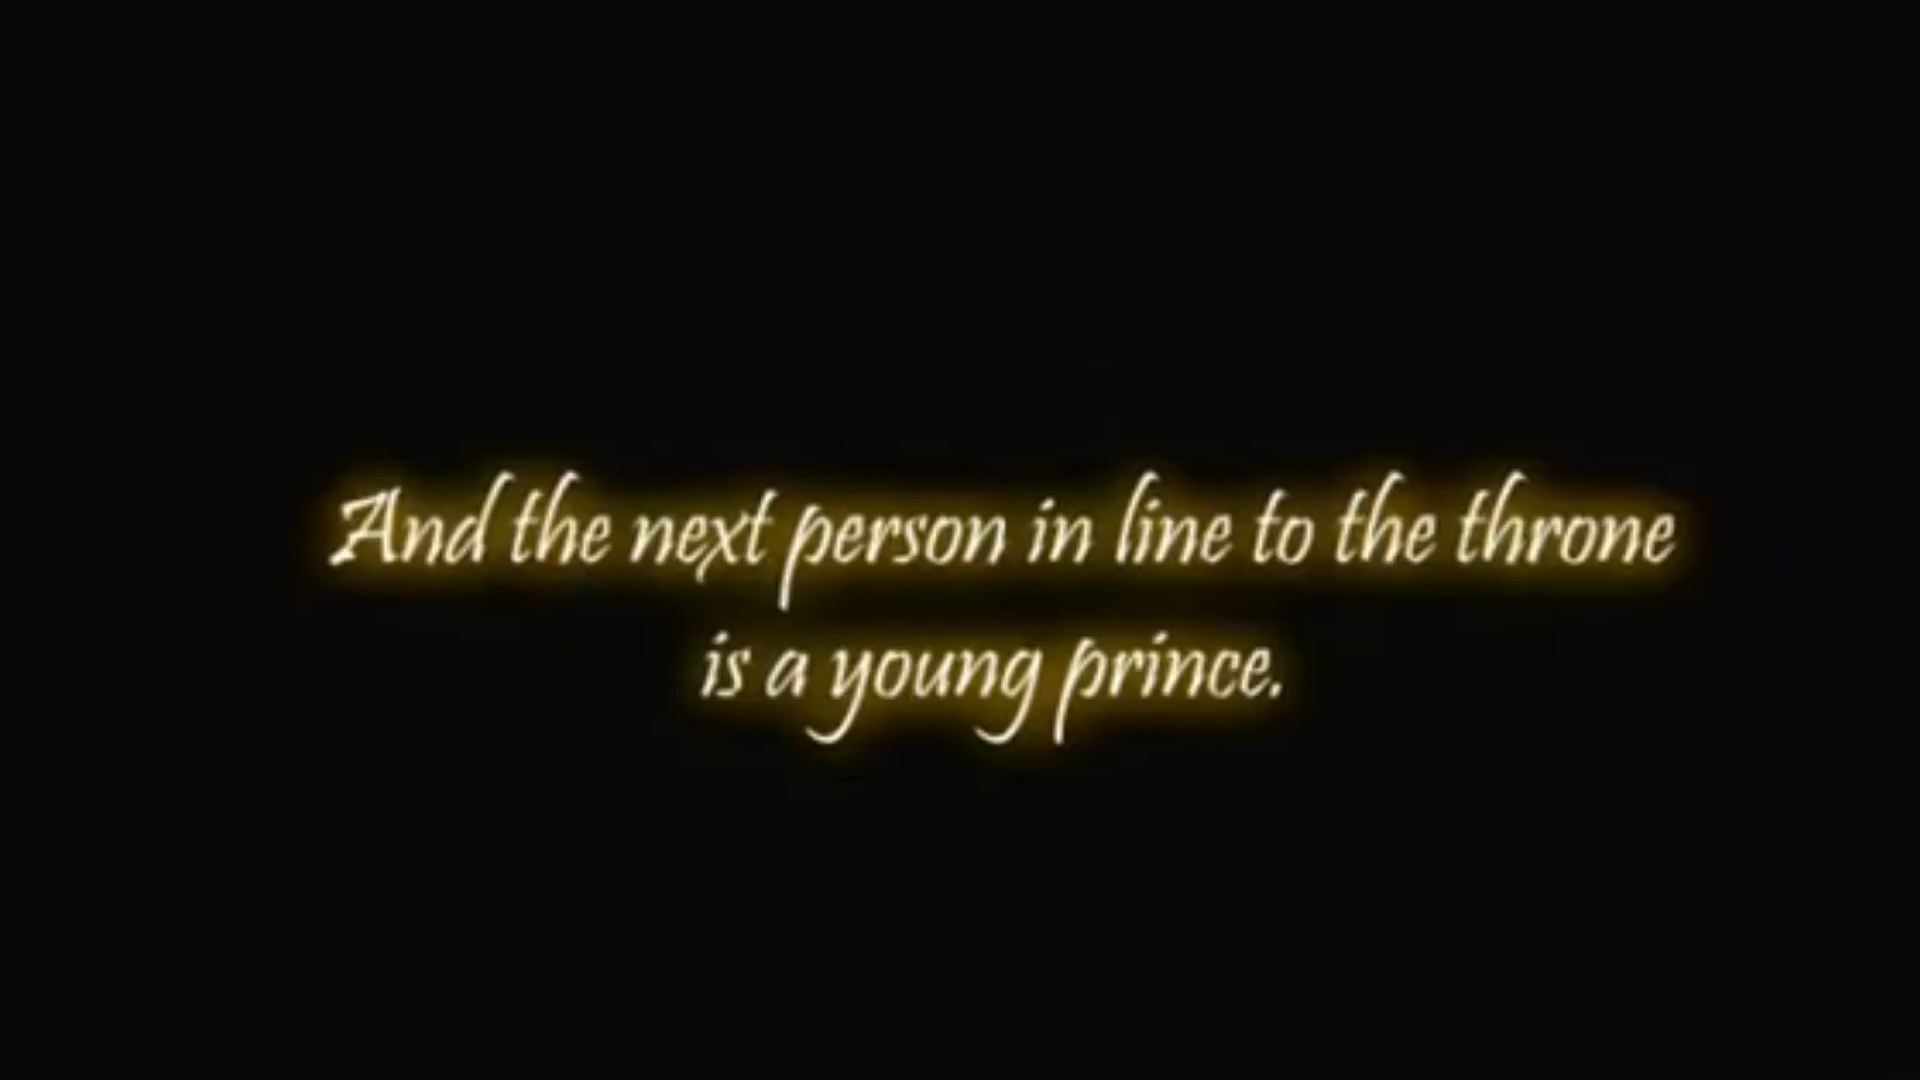 And the next person in line to the throne
is a young prince.